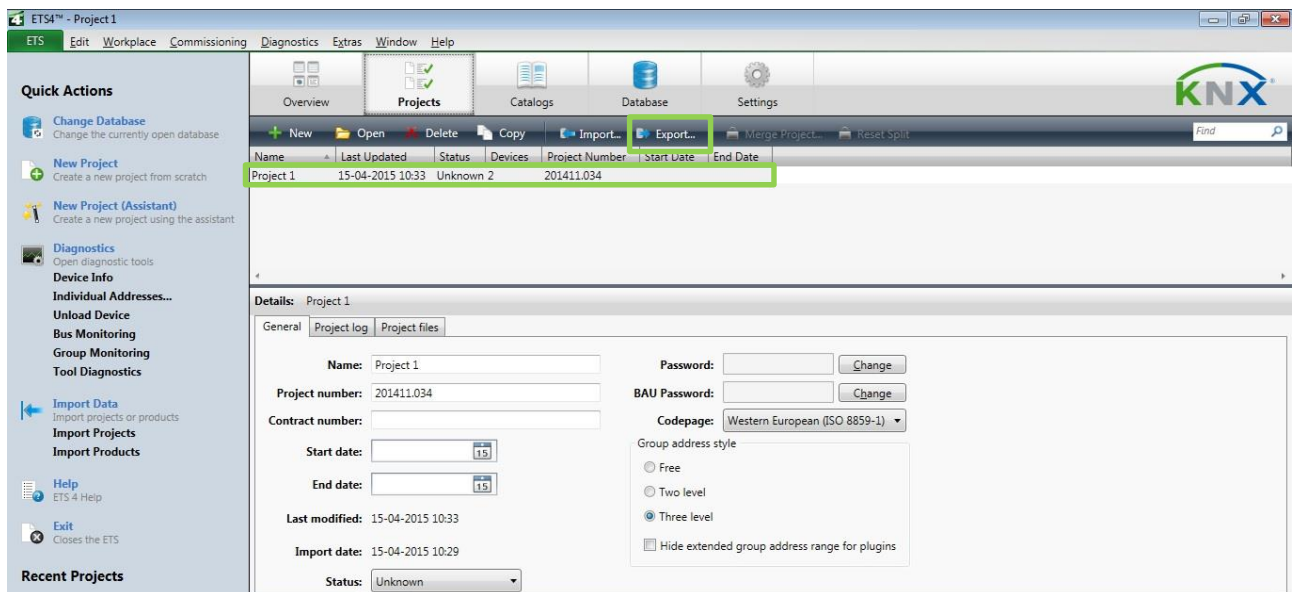 ETS4™ - Project 1
ETS Edit Workplace Commissioning Diagnostics Extras Window Help
Quick Actions
Change Database
Change the currently open database
New Project
Create a new project from scratch
New Project (Assistant)
Create a new project using the assistant
Diagnostics
Open diagnostic tools
Device Info
Individual Addresses...
Unload Device
Bus Monitoring
Group Monitoring
Tool Diagnostics
Import Data
Import projects or products
Import Projects
Import Products
Help
ETS 4 Help
Exit
Closes the ETS
Recent Projects
Overview Projects Catalogs Database Settings
KNX
New Open Delete Copy Import... Export... Merge Project... Reset Split Find
Name Last Updated Status Devices Project Number Start Date End Date
Project 1 15-04-2015 10:33 Unknown 2 201411.034
Details: Project 1
General Project log Project files
Name: Project 1
Project number: 201411.034
Contract number:
Start date: 15
End date: 15
Last modified: 15-04-2015 10:33
Import date: 15-04-2015 10:29
Status: Unknown
Password: Change
BAU Password: Change
Codepage: Western European (ISO 8859-1)
Group address style
Free
Two level
Three level
Hide extended group address range for plugins